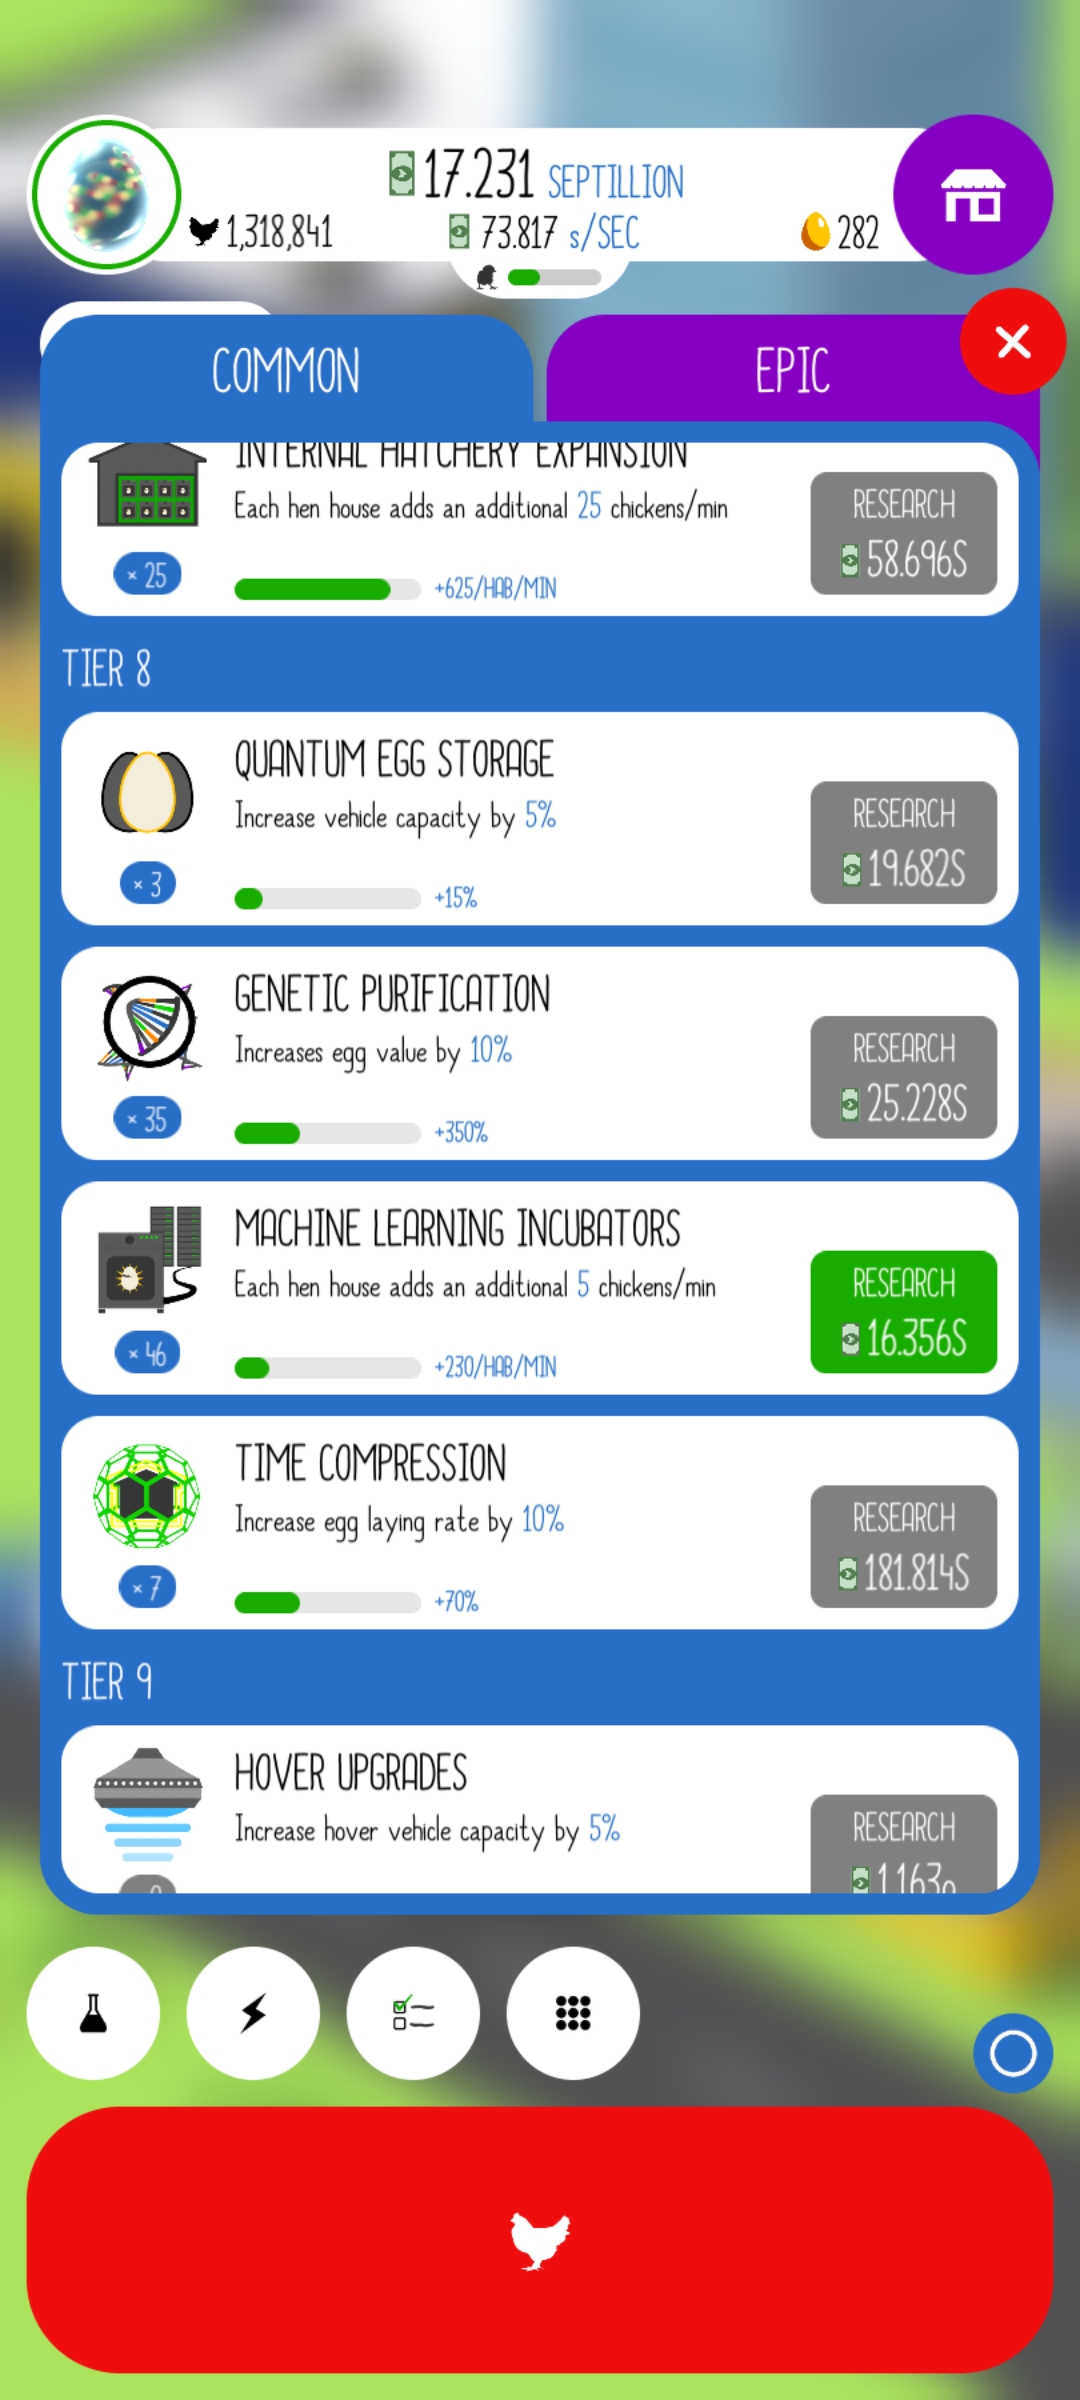 17.231 SEPTILLION
1,318,841
73.817 s/SEC
282
COMMON
EPIC
INTERNAL HATCHERY EXPANSION
Each hen house adds an additional 25 chickens/min
RESEARCH
58.696S
× 25
+625/HAB/MIN
TIER 8
QUANTUM EGG STORAGE
Increase vehicle capacity by 5%
RESEARCH
19.682S
× 3
+15%
GENETIC PURIFICATION
Increases egg value by 10%
RESEARCH
25.228S
× 35
+350%
MACHINE LEARNING INCUBATORS
Each hen house adds an additional 5 chickens/min
RESEARCH
16.356S
× 46
+230/HAB/MIN
TIME COMPRESSION
Increase egg laying rate by 10%
RESEARCH
181.814S
× 7
+70%
TIER 9
HOVER UPGRADES
Increase hover vehicle capacity by 5%
RESEARCH
1.163o